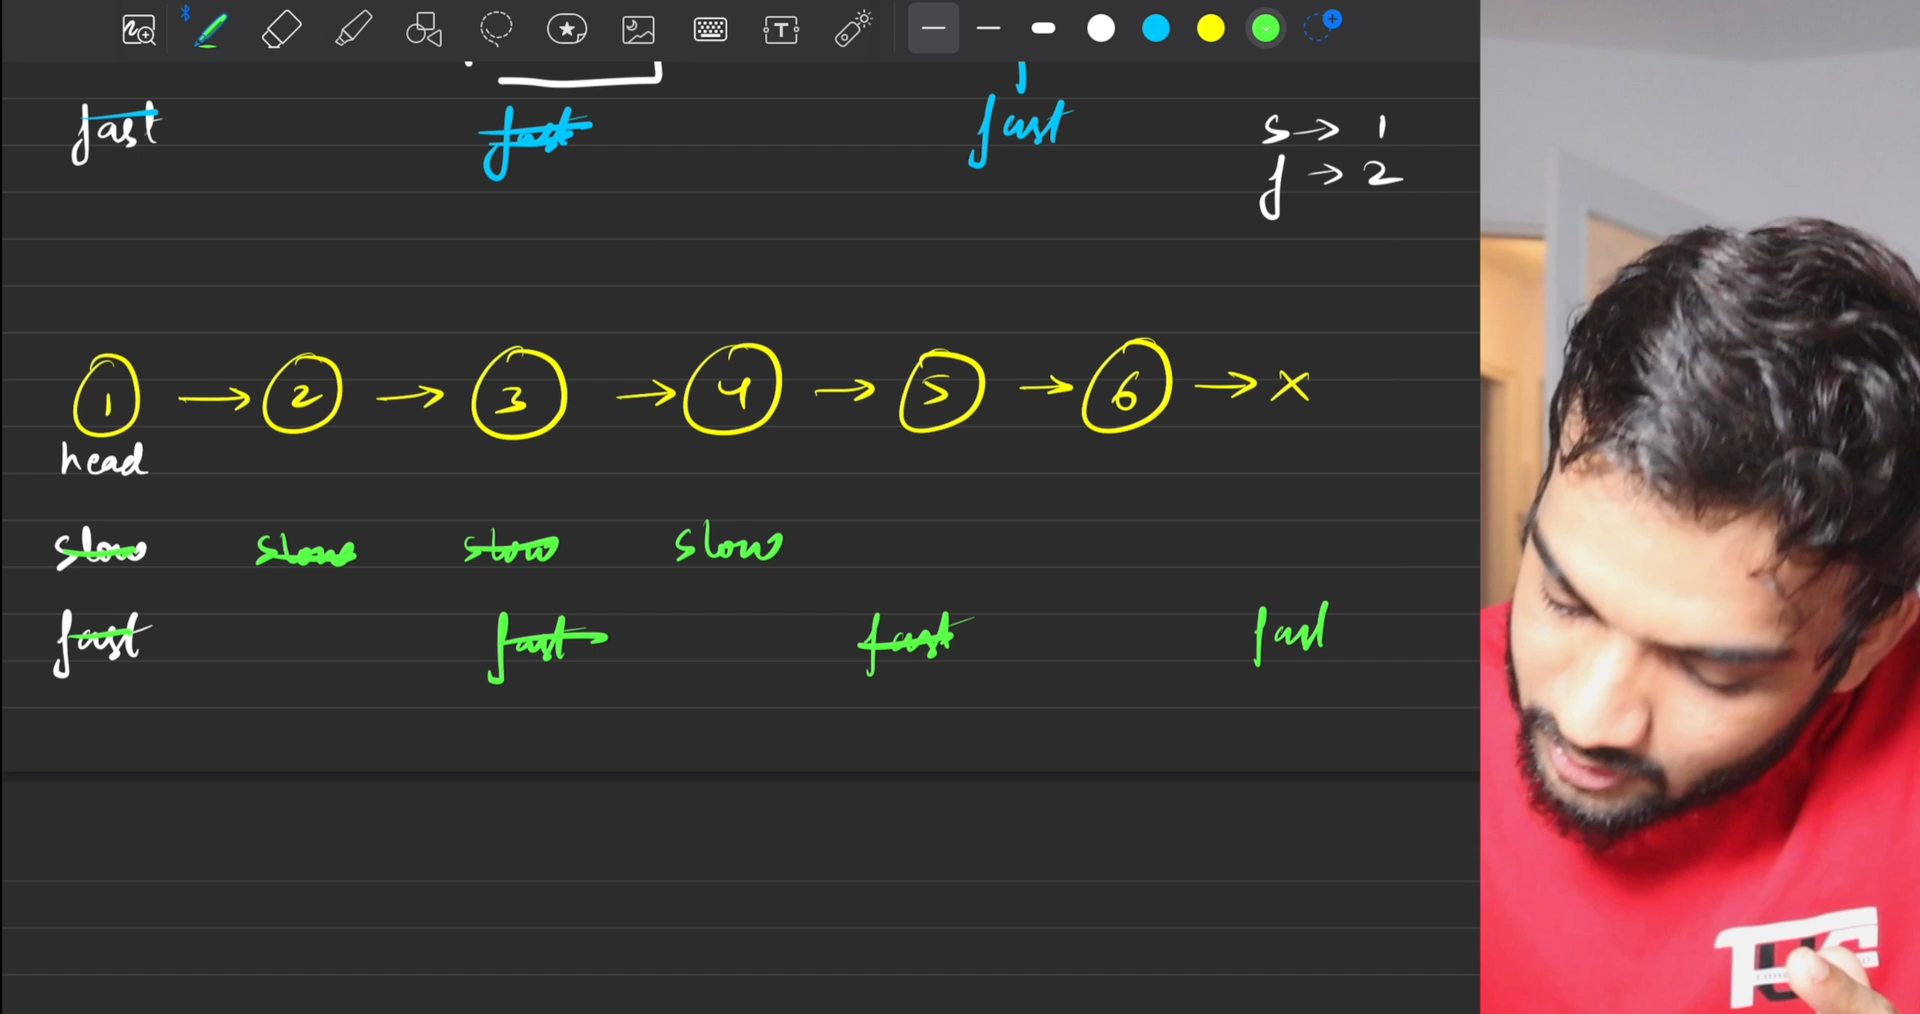 fast fast fast s → 1
f → 2
1 → 2 → 3 → 4 → 5 → 6 → x
head
slow slow slow slow
fast fast fast fast
TUF